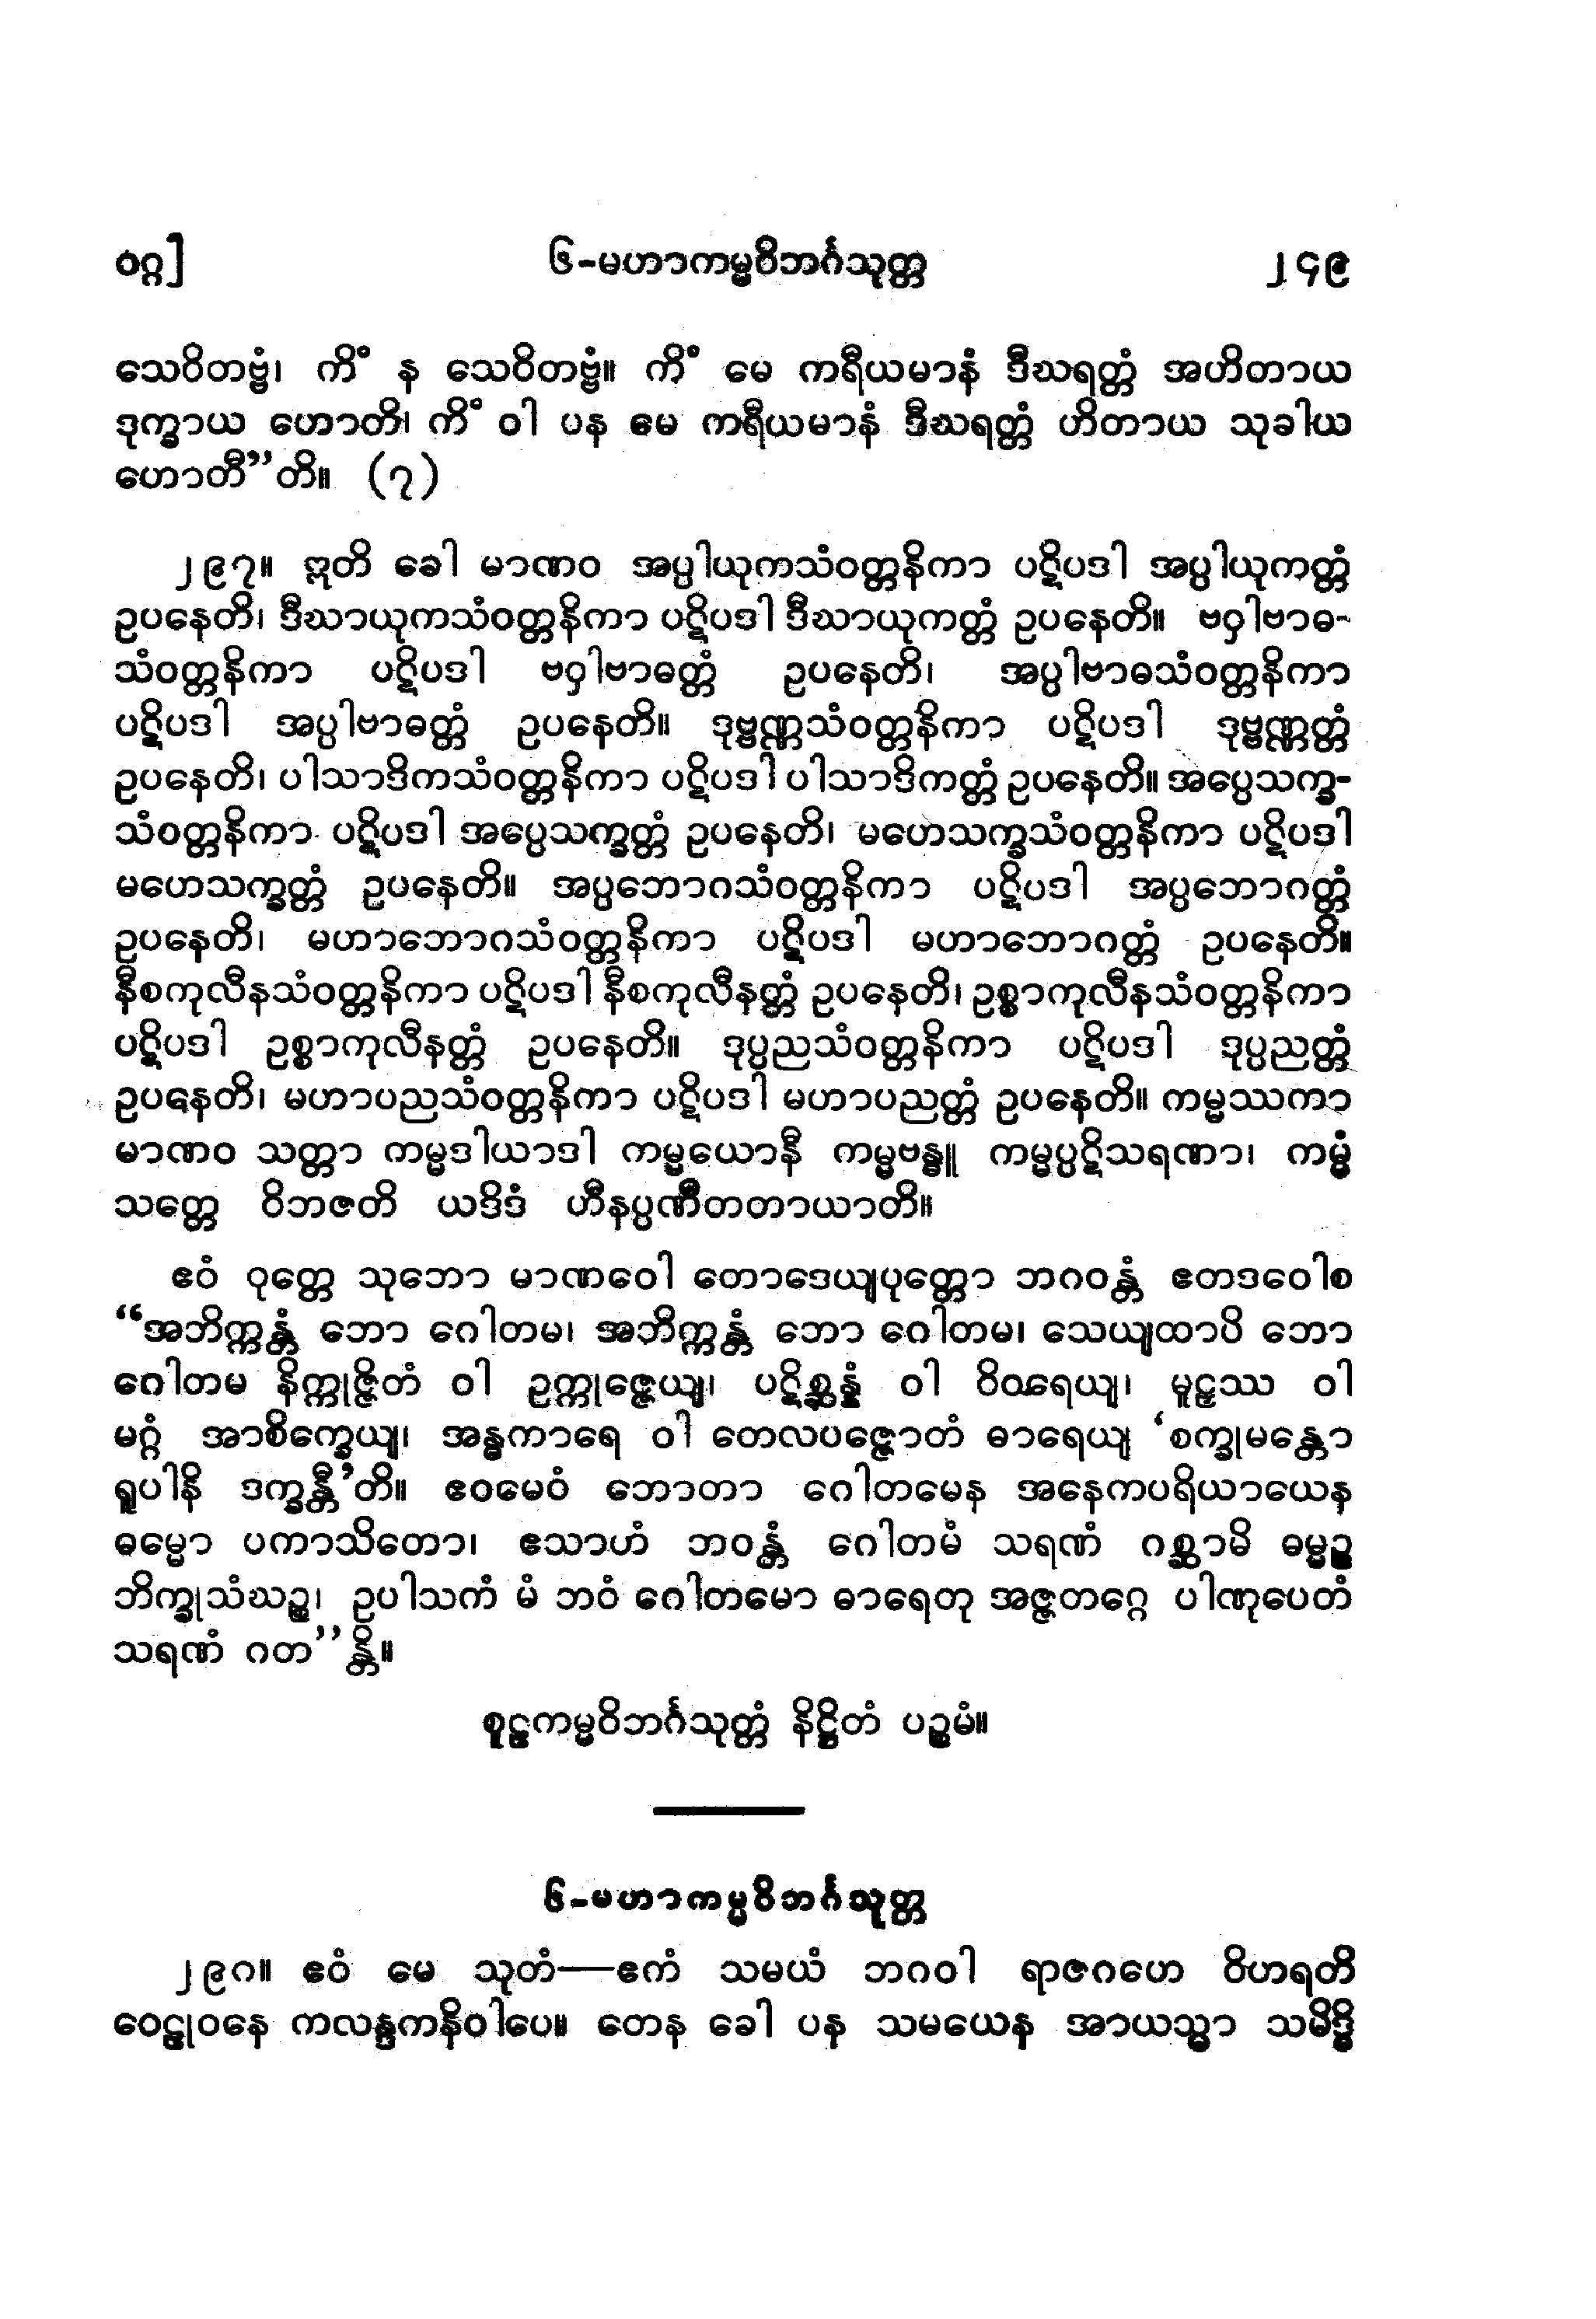 ဝဂ္ဂ] ၆-မဟာကမ္မဝိဘင်္ဂသုတ္တ ၂၄၉
သေဝိတဗ္ဗံ၊ ကိံ န သေဝိတဗ္ဗံ။ ကိံ မေ ကရီယမာနံ ဒီဃရတ္တံ အဟိတာယ
ဒုက္ခာယ ဟောတိ၊ ကိံ ဝါ ပန မေ ကရီယမာနံ ဒီဃရတ္တံ ဟိတာယ သုခါယ
ဟောတီ”တိ။ (၇)
၂၉၇။ ဣတိ ခေါ မာဏဝ အပ္ပါယုကသံဝတ္တနိကာ ပဋိပဒါ အပ္ပါယုကတ္တံ
ဥပနေတိ၊ ဒီဃာယုကသံဝတ္တနိကာ ပဋိပဒါ ဒီဃာယုကတ္တံ ဥပနေတိ။ ဗဝှါဗာဓ-
သံဝတ္တနိကာ ပဋိပဒါ ဗဝှါဗာဓတ္တံ ဥပနေတိ၊ အပ္ပါဗာဓသံဝတ္တနိကာ
ပဋိပဒါ အပ္ပါဗာဓတ္တံ ဥပနေတိ။ ဒုဗ္ဗဏ္ဏသံဝတ္တနိကာ ပဋိပဒါ ဒုဗ္ဗဏ္ဏတ္တံ
ဥပနေတိ၊ ပါသာဒိကသံဝတ္တနိကာ ပဋိပဒါ ပါသာဒိကတ္တံ ဥပနေတိ။ အပ္ပေသက္ခ-
သံဝတ္တနိကာ ပဋိပဒါ အပ္ပေသက္ခတ္တံ ဥပနေတိ၊ မဟေသက္ခသံဝတ္တနိကာ ပဋိပဒါ
မဟေသက္ခတ္တံ ဥပနေတိ။ အပ္ပဘောဂသံဝတ္တနိကာ ပဋိပဒါ အပ္ပဘောဂတ္တံ
ဥပနေတိ၊ မဟာဘောဂသံဝတ္တနိကာ ပဋိပဒါ မဟာဘောဂတ္တံ ဥပနေတိ။
နီစကုလီနသံဝတ္တနိကာ ပဋိပဒါ နီစကုလီနတ္တံ ဥပနေတိ၊ ဥစ္စာကုလီနသံဝတ္တနိကာ
ပဋိပဒါ ဥစ္စာကုလီနတ္တံ ဥပနေတိ။ ဒုပ္ပညသံဝတ္တနိကာ ပဋိပဒါ ဒုပ္ပညတ္တံ
ဥပနေတိ၊ မဟာပညသံဝတ္တနိကာ ပဋိပဒါ မဟာပညတ္တံ ဥပနေတိ။ ကမ္မဿကာ
မာဏဝ သတ္တာ ကမ္မဒါယာဒါ ကမ္မယောနီ ကမ္မဗန္ဓူ ကမ္မပ္ပဋိသရဏာ၊ ကမ္မံ
သတ္တေ ဝိဘဇတိ ယဒိဒံ ဟီနပ္ပဏီတတာယာတိ။
ဧဝံ ဝုတ္တေ သုဘော မာဏဝေါ တောဒေယျပုတ္တော ဘဂဝန္တံ ဧတဒဝေါစ
“အဘိက္ကန္တံ ဘော ဂေါတမ၊ အဘိက္ကန္တံ ဘော ဂေါတမ၊ သေယျထာပိ ဘော
ဂေါတမ နိက္ကုဇ္ဇိတံ ဝါ ဥက္ကုဇ္ဇေယျ၊ ပဋိစ္ဆန္နံ ဝါ ဝိဝရေယျ၊ မူဠှဿ ဝါ
မဂ္ဂံ အာစိက္ခေယျ၊ အန္ဓကာရေ ဝါ တေလပဇ္ဇောတံ ဓာရေယျ ‘စက္ခုမန္တော
ရူပါနိ ဒက္ခန္တီ’တိ။ ဧဝမေဝံ ဘောတာ ဂေါတမေန အနေကပရိယာယေန
ဓမ္မော ပကာသိတော၊ ဧသာဟံ ဘဝန္တံ ဂေါတမံ သရဏံ ဂစ္ဆာမိ ဓမ္မဉ္စ
ဘိက္ခုသံဃဉ္စ၊ ဥပါသကံ မံ ဘဝံ ဂေါတမော ဓာရေတု အဇ္ဇတဂ္ဂေ ပါဏုပေတံ
သရဏံ ဂတ”န္တိ။
စူဠကမ္မဝိဘင်္ဂသုတ္တံ နိဋ္ဌိတံ ပဉ္စမံ။
၆-မဟာကမ္မဝိဘင်္ဂသုတ္တ
၂၉၈။ ဧဝံ မေ သုတံ—ဧကံ သမယံ ဘဂဝါ ရာဇဂဟေ ဝိဟရတိ
ဝေဠုဝနေ ကလန္ဒကနိဝါပေ။ တေန ခေါ ပန သမယေန အာယသ္မာ သမိဒ္ဓိ